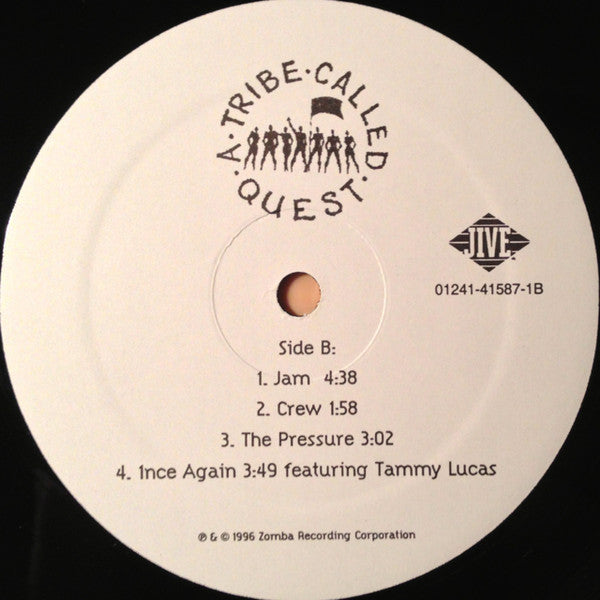 A·TRIBE·CALLED
QUEST·
JIVE
01241-41587-1B
Side B:
1. Jam 4:38
2. Crew 1:58
3. The Pressure 3:02
4. 1nce Again 3:49 featuring Tammy Lucas
℗ & © 1996 Zomba Recording Corporation